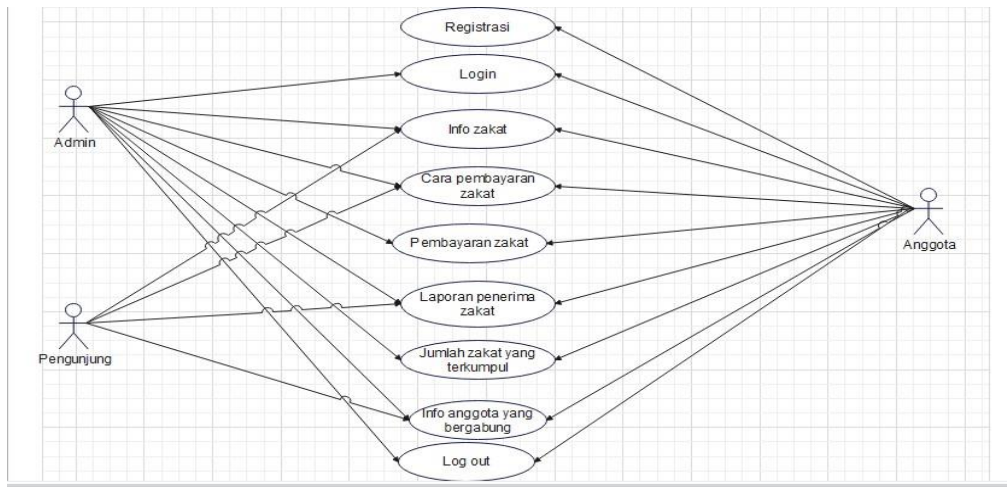 Registrasi
Login
Info zakat
Cara pembayaran
zakat
Pembayaran zakat
Laporan penerima
zakat
Jumlah zakat yang
terkumpul
Info anggota yang
bergabung
Log out
Admin
Pengunjung
Anggota